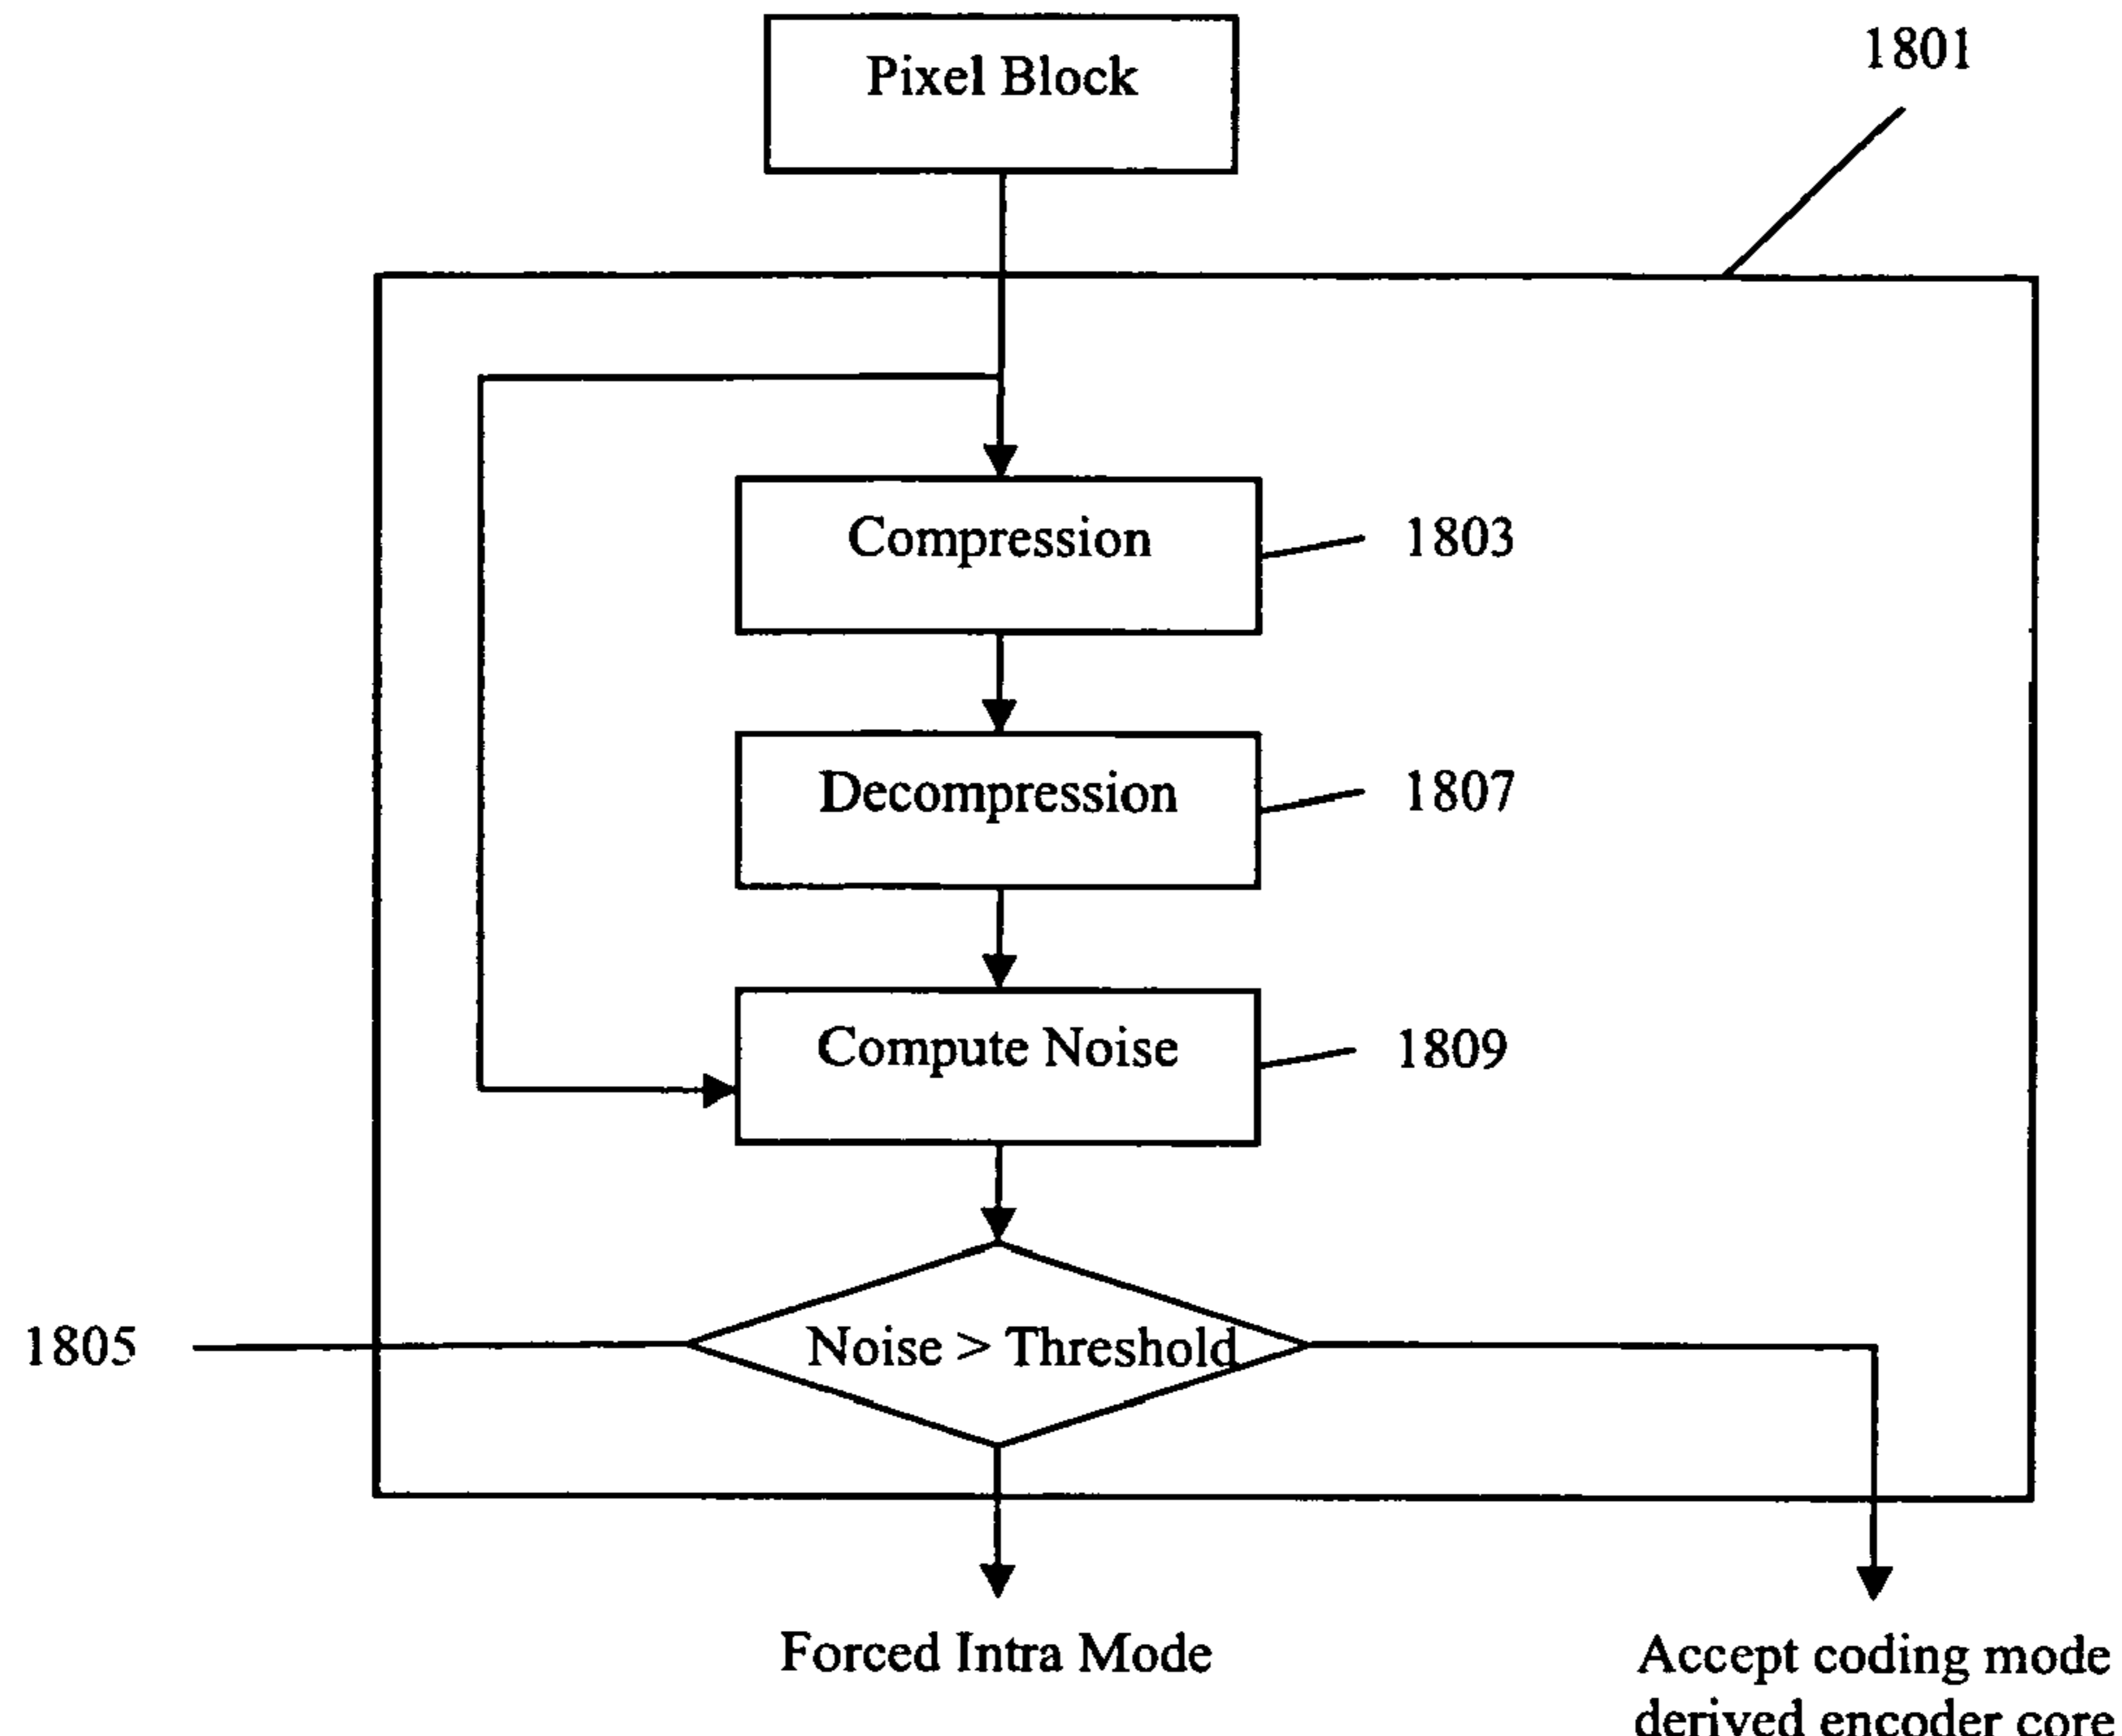 Pixel Block
1801
Compression
1803
Decompression
1807
Compute Noise
1809
Noise > Threshold
1805
Forced Intra Mode
Accept coding mode
derived encoder core